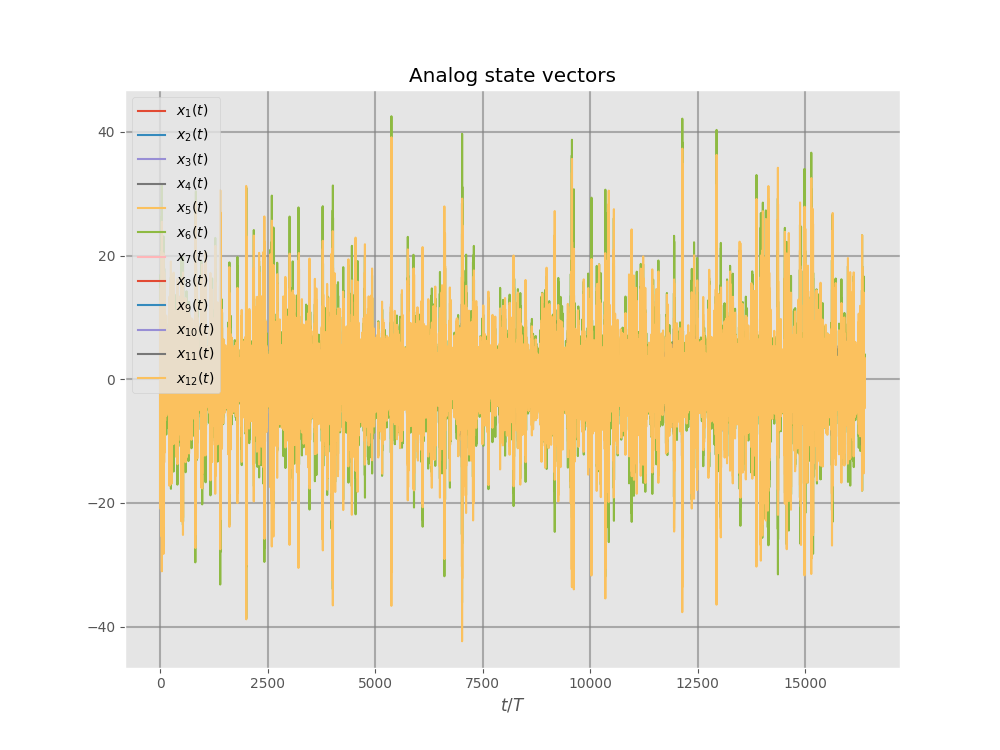 Analog state vectors
x₁(t)
x₂(t)
x₃(t)
x₄(t)
x₅(t)
x₆(t)
x₇(t)
x₈(t)
x₉(t)
x₁₀(t)
x₁₁(t)
x₁₂(t)
40
20
0
−20
−40
0 2500 5000 7500 10000 12500 15000
t/T